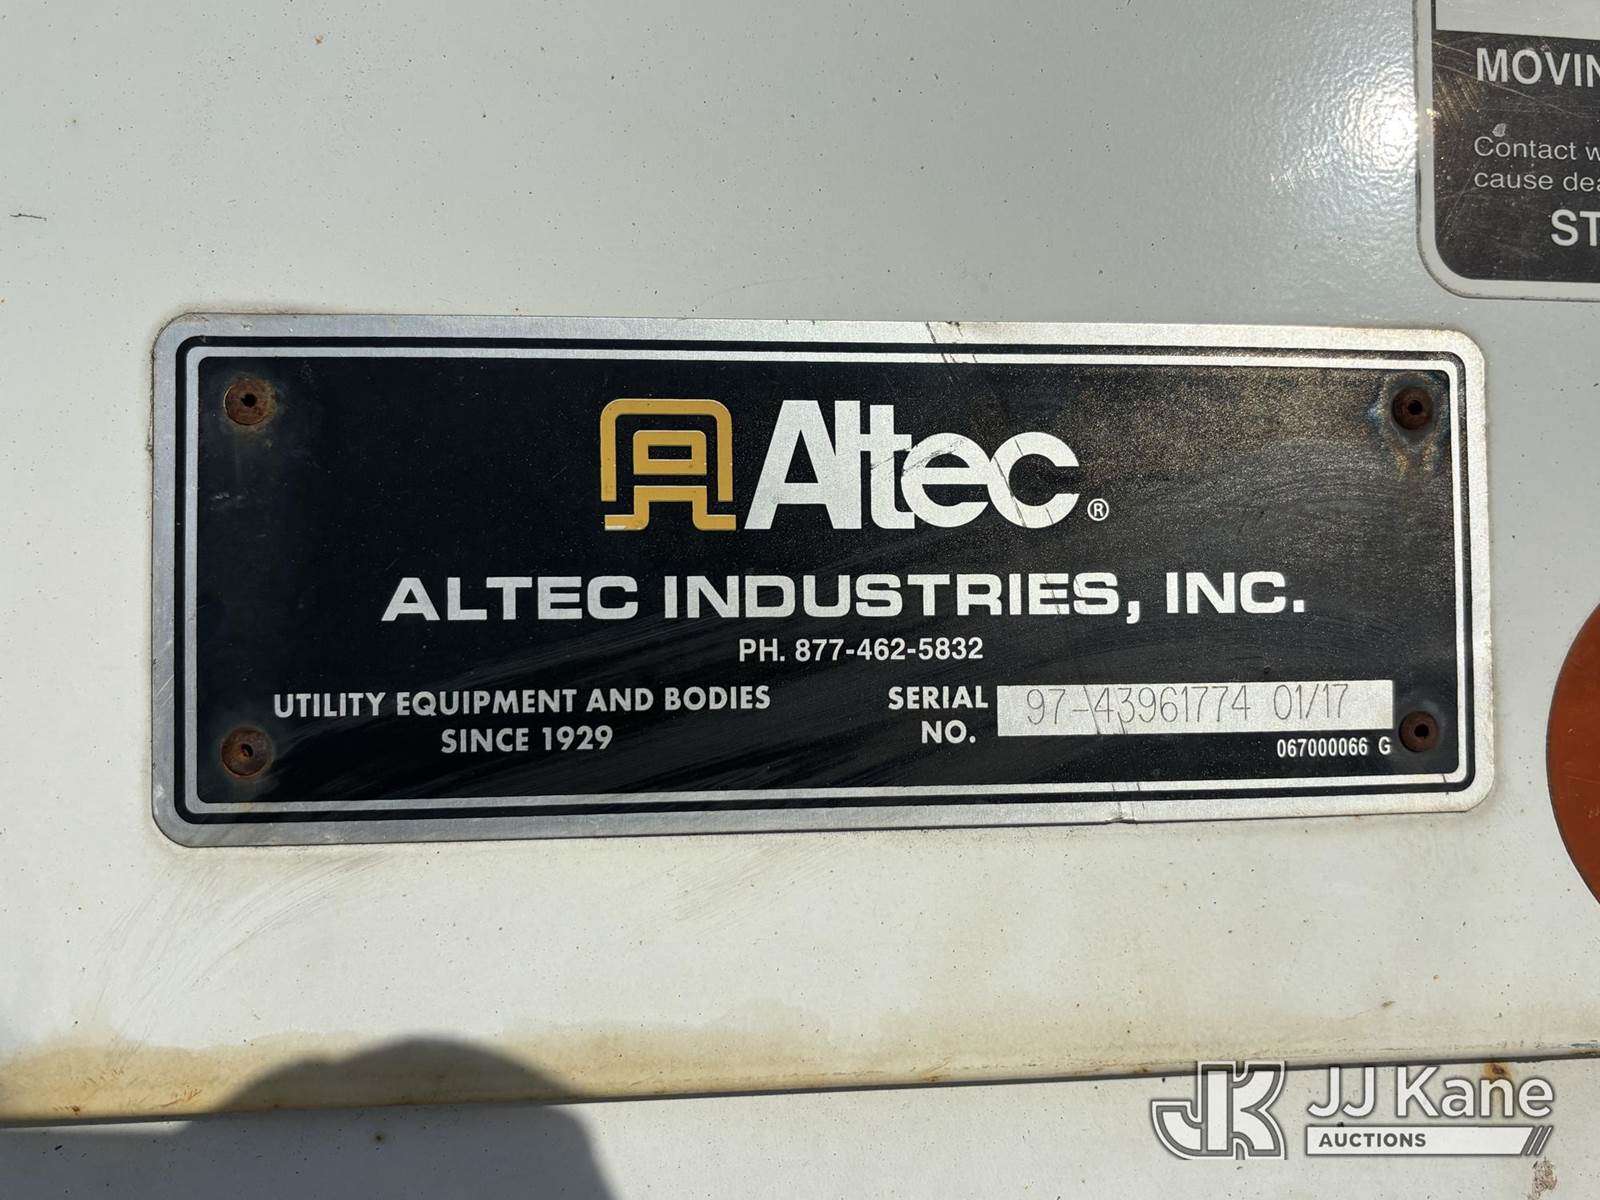 MOVIN
Contact w
cause dea
ST
Altec®
ALTEC INDUSTRIES, INC.
PH. 877-462-5832
UTILITY EQUIPMENT AND BODIES
SINCE 1929
SERIAL
NO.
97-43961774 01/17
067000066 G
JK JJ Kane
AUCTIONS